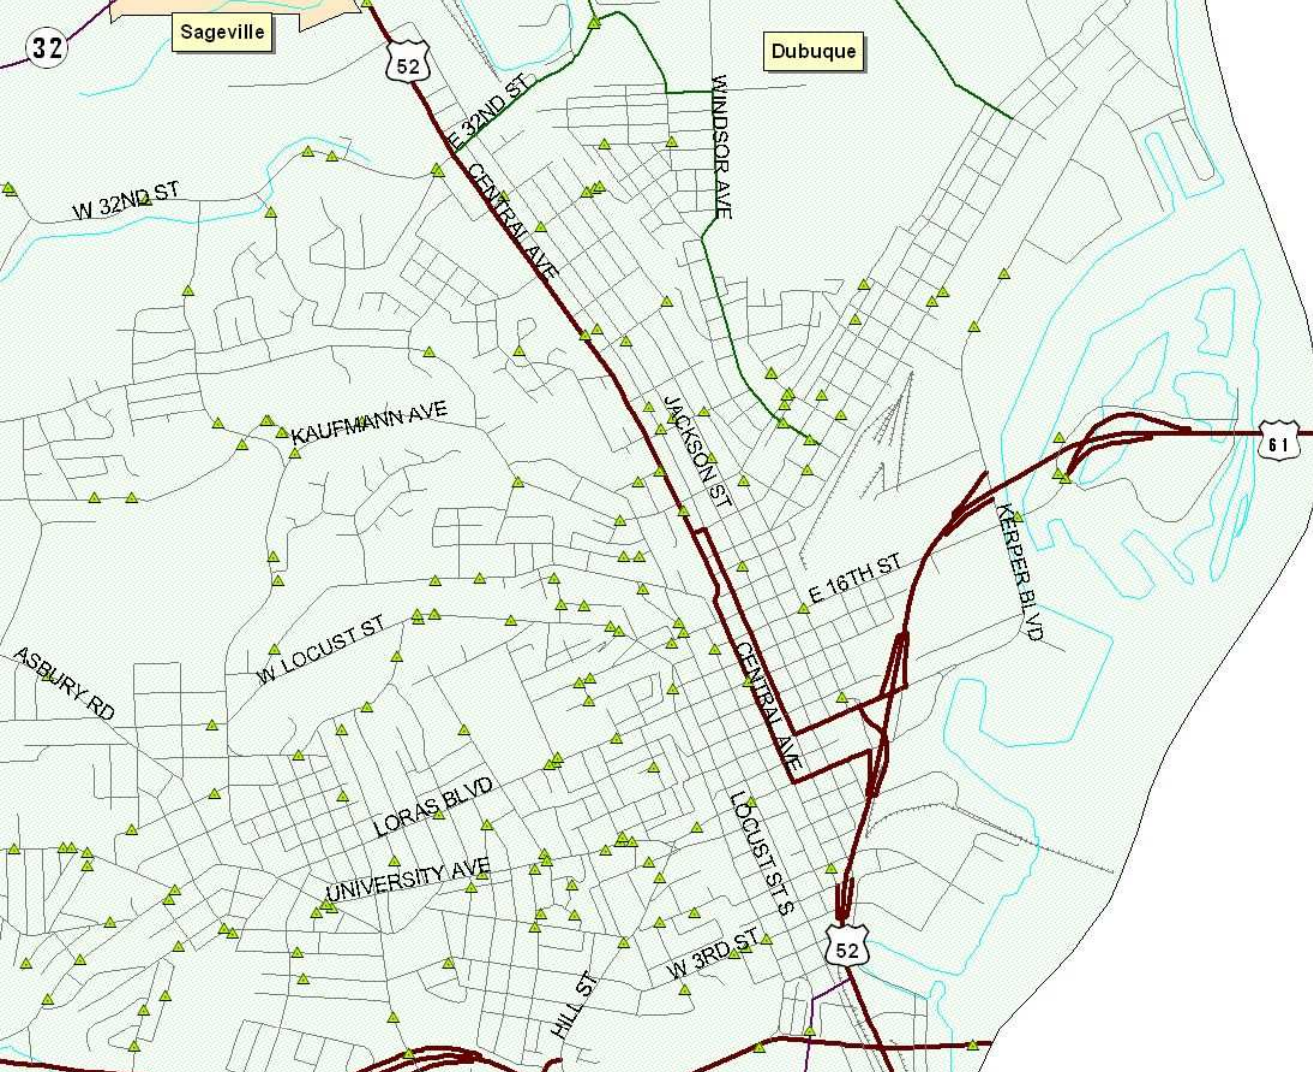 Sageville
32
52
Dubuque
E 32ND ST
WINDSOR AVE
W 32ND ST
CENTRAL AVE
KAUFMANN AVE
JACKSON ST
61
KERPER BLVD
E 16TH ST
W LOCUST ST
ASBURY RD
CENTRAL AVE
LORAS BLVD
LOCUST ST S
UNIVERSITY AVE
W 3RD ST
52
HILL ST